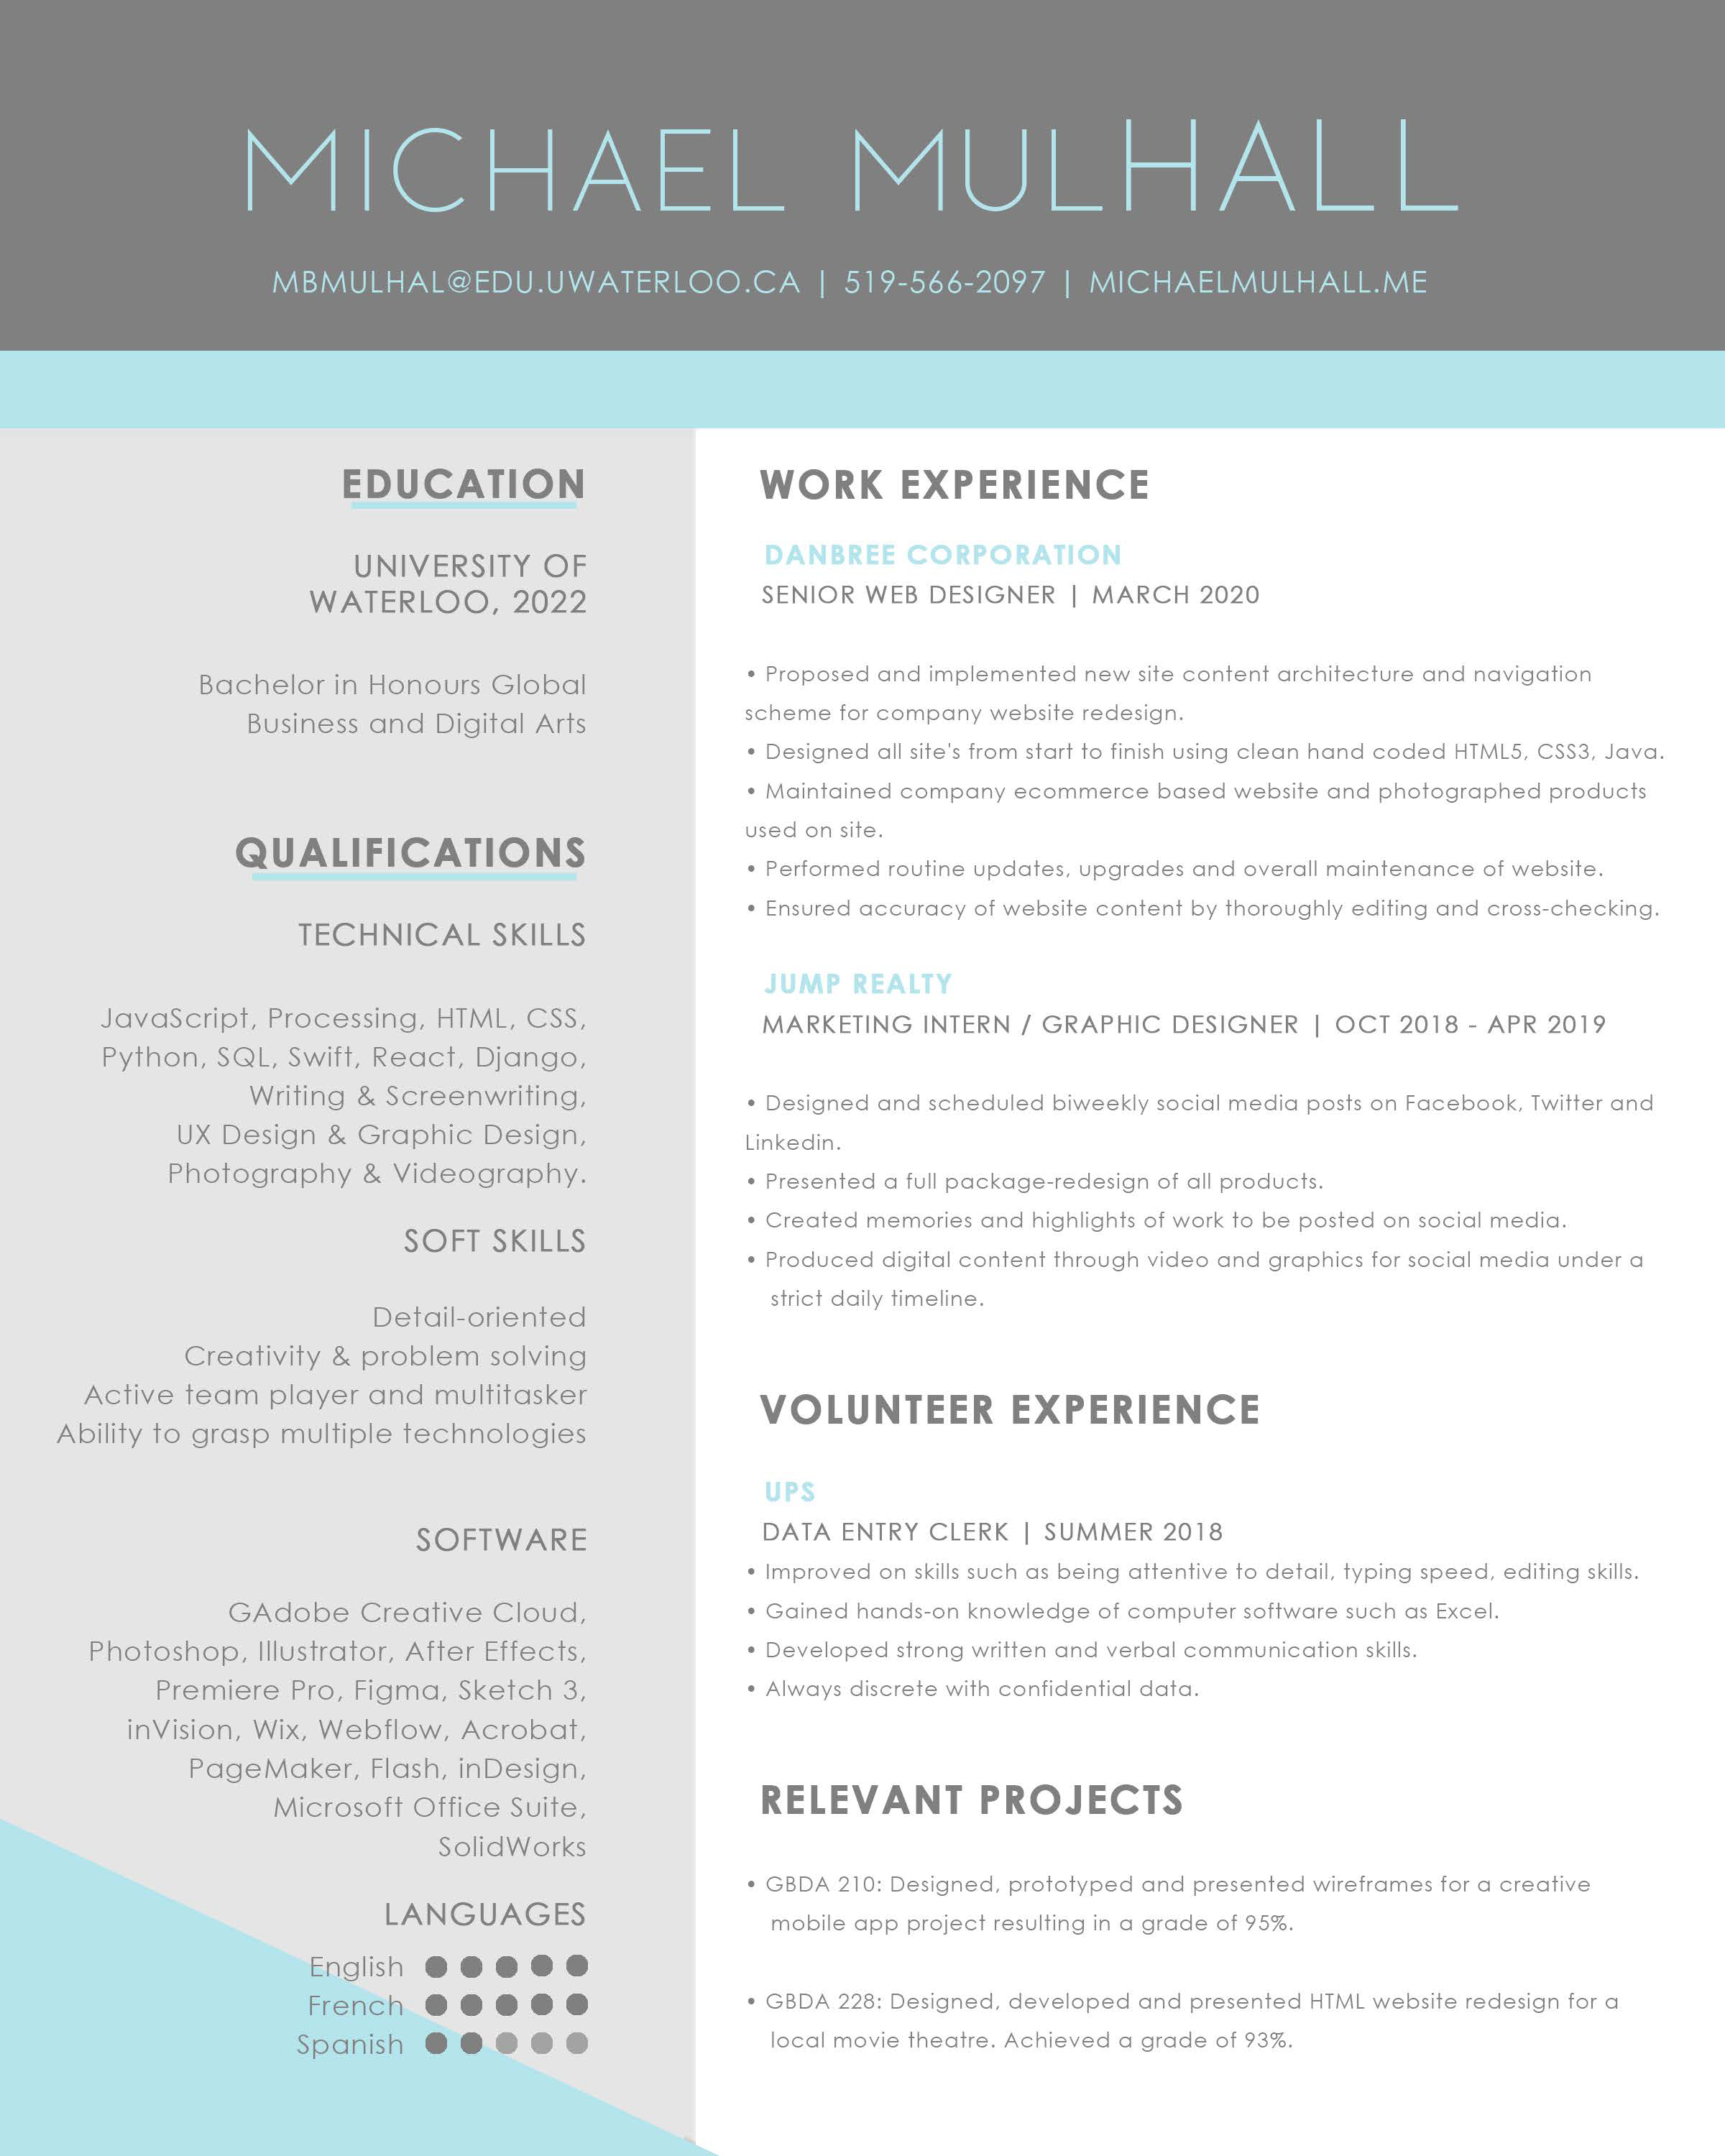 MICHAEL MULHALL
MBMULHAL@EDU.UWATERLOO.CA | 519-566-2097 | MICHAELMULHALL.ME
EDUCATION
UNIVERSITY OF
WATERLOO, 2022
Bachelor in Honours Global
Business and Digital Arts
QUALIFICATIONS
TECHNICAL SKILLS
JavaScript, Processing, HTML, CSS,
Python, SQL, Swift, React, Django,
Writing & Screenwriting,
UX Design & Graphic Design,
Photography & Videography.
SOFT SKILLS
Detail-oriented
Creativity & problem solving
Active team player and multitasker
Ability to grasp multiple technologies
SOFTWARE
GAdobe Creative Cloud,
Photoshop, Illustrator, After Effects,
Premiere Pro, Figma, Sketch 3,
inVision, Wix, Webflow, Acrobat,
PageMaker, Flash, inDesign,
Microsoft Office Suite,
SolidWorks
LANGUAGES
English
French
Spanish
WORK EXPERIENCE
DANBREE CORPORATION
SENIOR WEB DESIGNER | MARCH 2020
• Proposed and implemented new site content architecture and navigation
scheme for company website redesign.
• Designed all site's from start to finish using clean hand coded HTML5, CSS3, Java.
• Maintained company ecommerce based website and photographed products
used on site.
• Performed routine updates, upgrades and overall maintenance of website.
• Ensured accuracy of website content by thoroughly editing and cross-checking.
JUMP REALTY
MARKETING INTERN / GRAPHIC DESIGNER | OCT 2018 - APR 2019
• Designed and scheduled biweekly social media posts on Facebook, Twitter and
Linkedin.
• Presented a full package-redesign of all products.
• Created memories and highlights of work to be posted on social media.
• Produced digital content through video and graphics for social media under a
strict daily timeline.
VOLUNTEER EXPERIENCE
UPS
DATA ENTRY CLERK | SUMMER 2018
• Improved on skills such as being attentive to detail, typing speed, editing skills.
• Gained hands-on knowledge of computer software such as Excel.
• Developed strong written and verbal communication skills.
• Always discrete with confidential data.
RELEVANT PROJECTS
• GBDA 210: Designed, prototyped and presented wireframes for a creative
mobile app project resulting in a grade of 95%.
• GBDA 228: Designed, developed and presented HTML website redesign for a
local movie theatre. Achieved a grade of 93%.